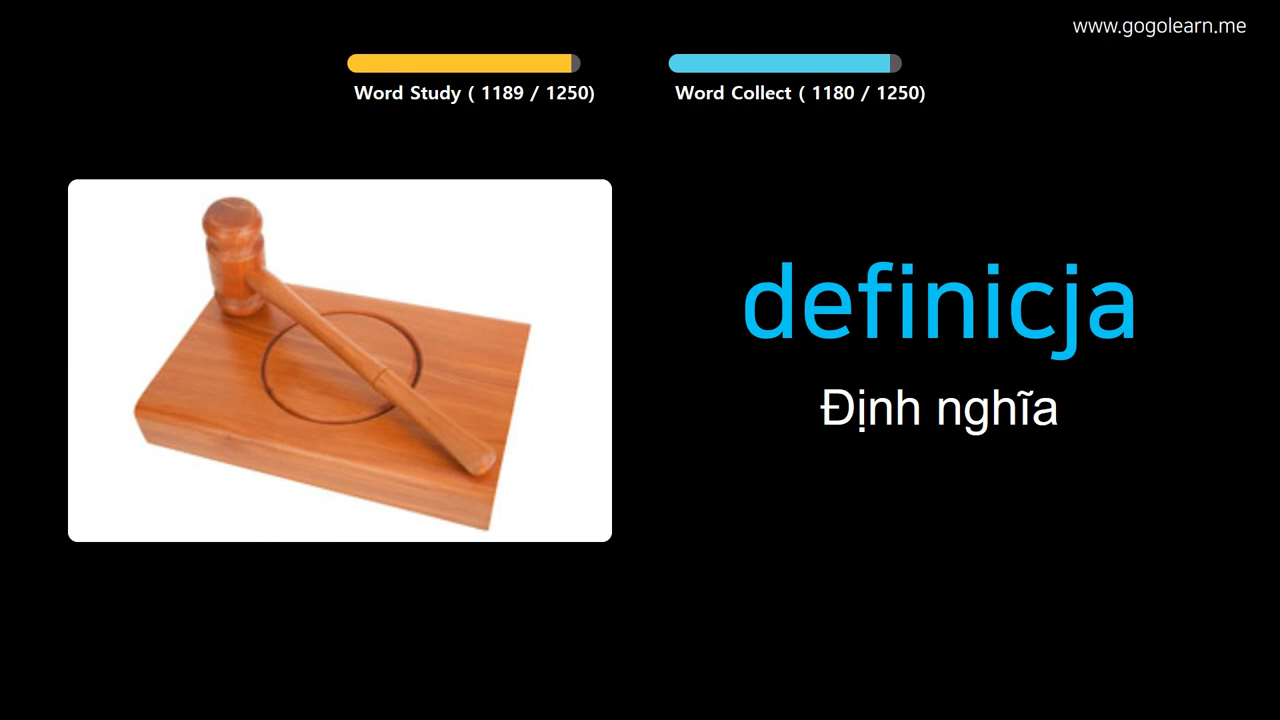 www.gogolearn.me
Word Study ( 1189 / 1250)
Word Collect ( 1180 / 1250)
definicja
Định nghĩa